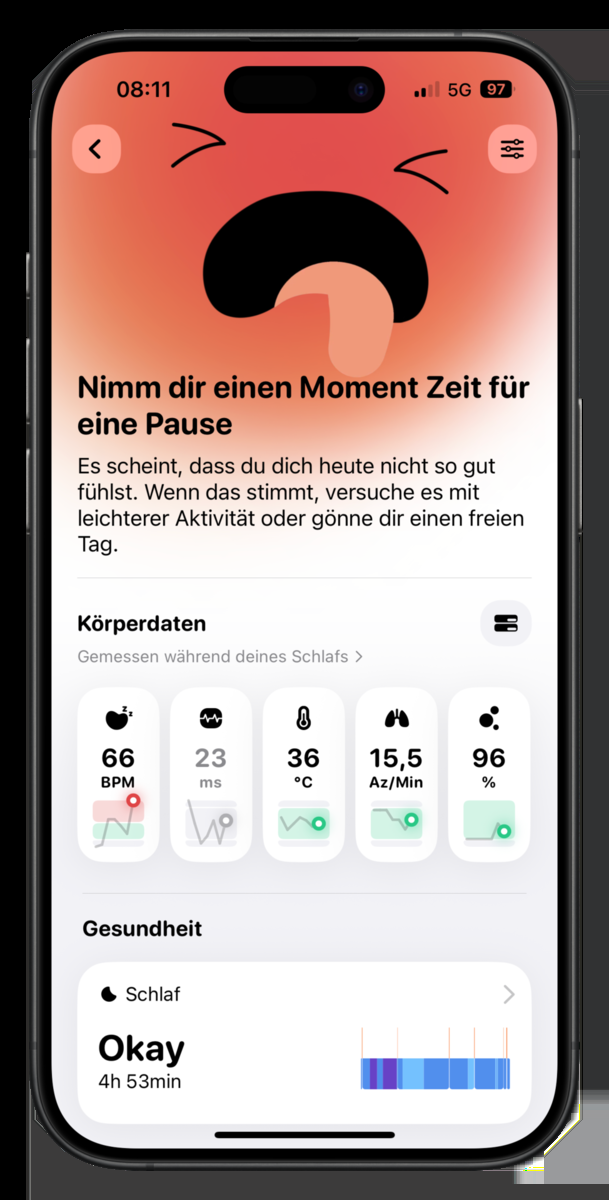 08:11
5G
97
Nimm dir einen Moment Zeit für
eine Pause
Es scheint, dass du dich heute nicht so gut
fühlst. Wenn das stimmt, versuche es mit
leichterer Aktivität oder gönne dir einen freien
Tag.
Körperdaten
Gemessen während deines Schlafs >
z z z
66
BPM
23
ms
36
°C
15,5
Az/Min
96
%
Gesundheit
Schlaf
Okay
4h 53min